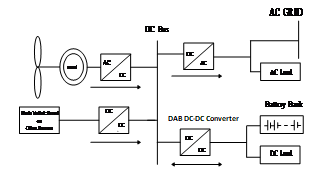 AC GRID
DC Bus
AC
DC
DC
AC
AC Load
DAB DC-DC Converter
Battery Bank
DC
DC
DC
DC
DC Load